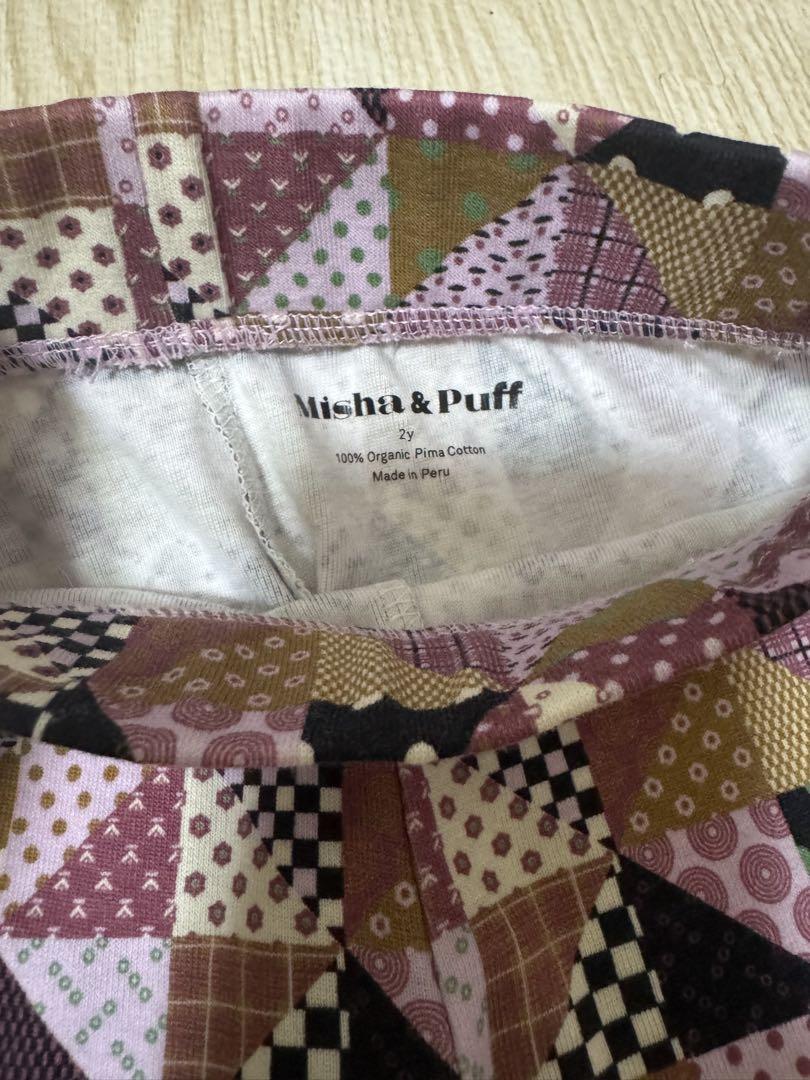 Misha & Puff
2y
100% Organic Pima Cotton
Made in Peru